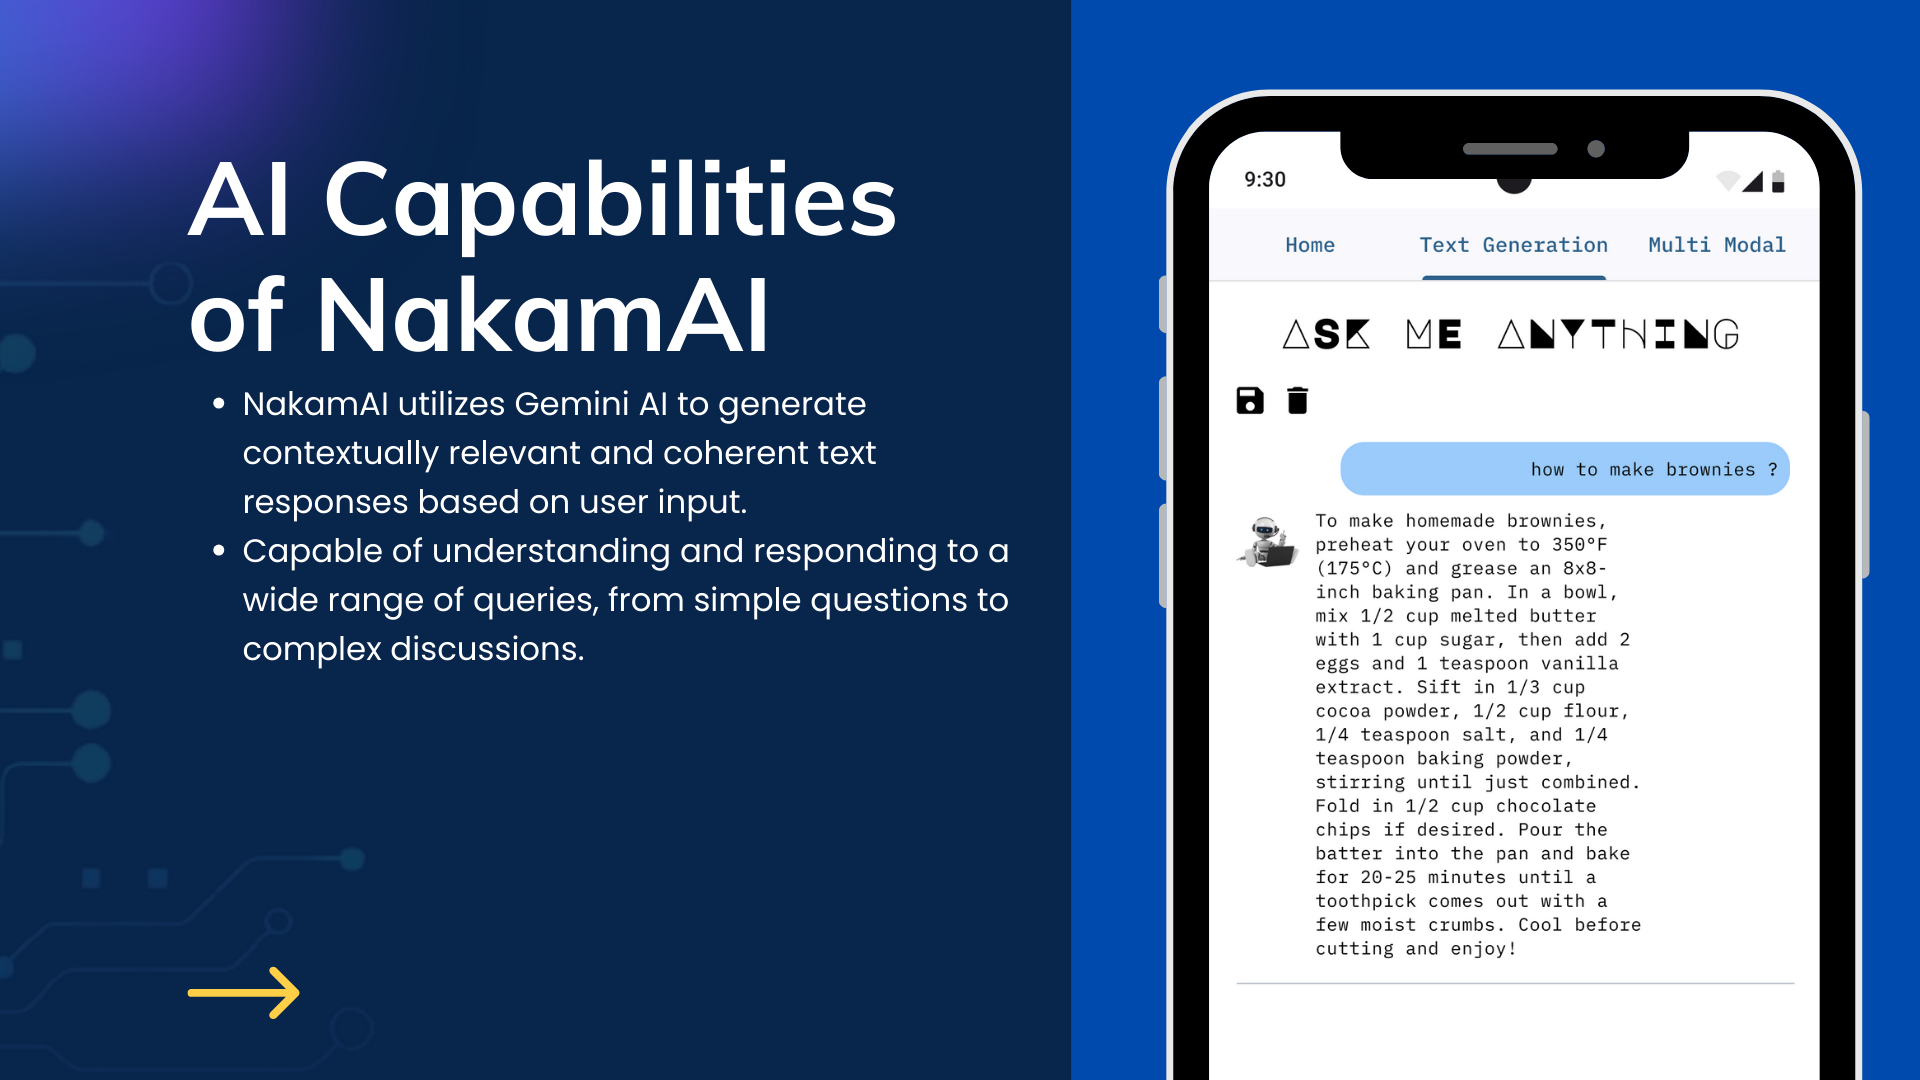 AI Capabilities
of NakamAI
• NakamAI utilizes Gemini AI to generate
contextually relevant and coherent text
responses based on user input.
• Capable of understanding and responding to a
wide range of queries, from simple questions to
complex discussions.
9:30
Home Text Generation Multi Modal
ASK ME ANYTHING
how to make brownies ?
To make homemade brownies,
preheat your oven to 350°F
(175°C) and grease an 8x8-
inch baking pan. In a bowl,
mix 1/2 cup melted butter
with 1 cup sugar, then add 2
eggs and 1 teaspoon vanilla
extract. Sift in 1/3 cup
cocoa powder, 1/2 cup flour,
1/4 teaspoon salt, and 1/4
teaspoon baking powder,
stirring until just combined.
Fold in 1/2 cup chocolate
chips if desired. Pour the
batter into the pan and bake
for 20-25 minutes until a
toothpick comes out with a
few moist crumbs. Cool before
cutting and enjoy!